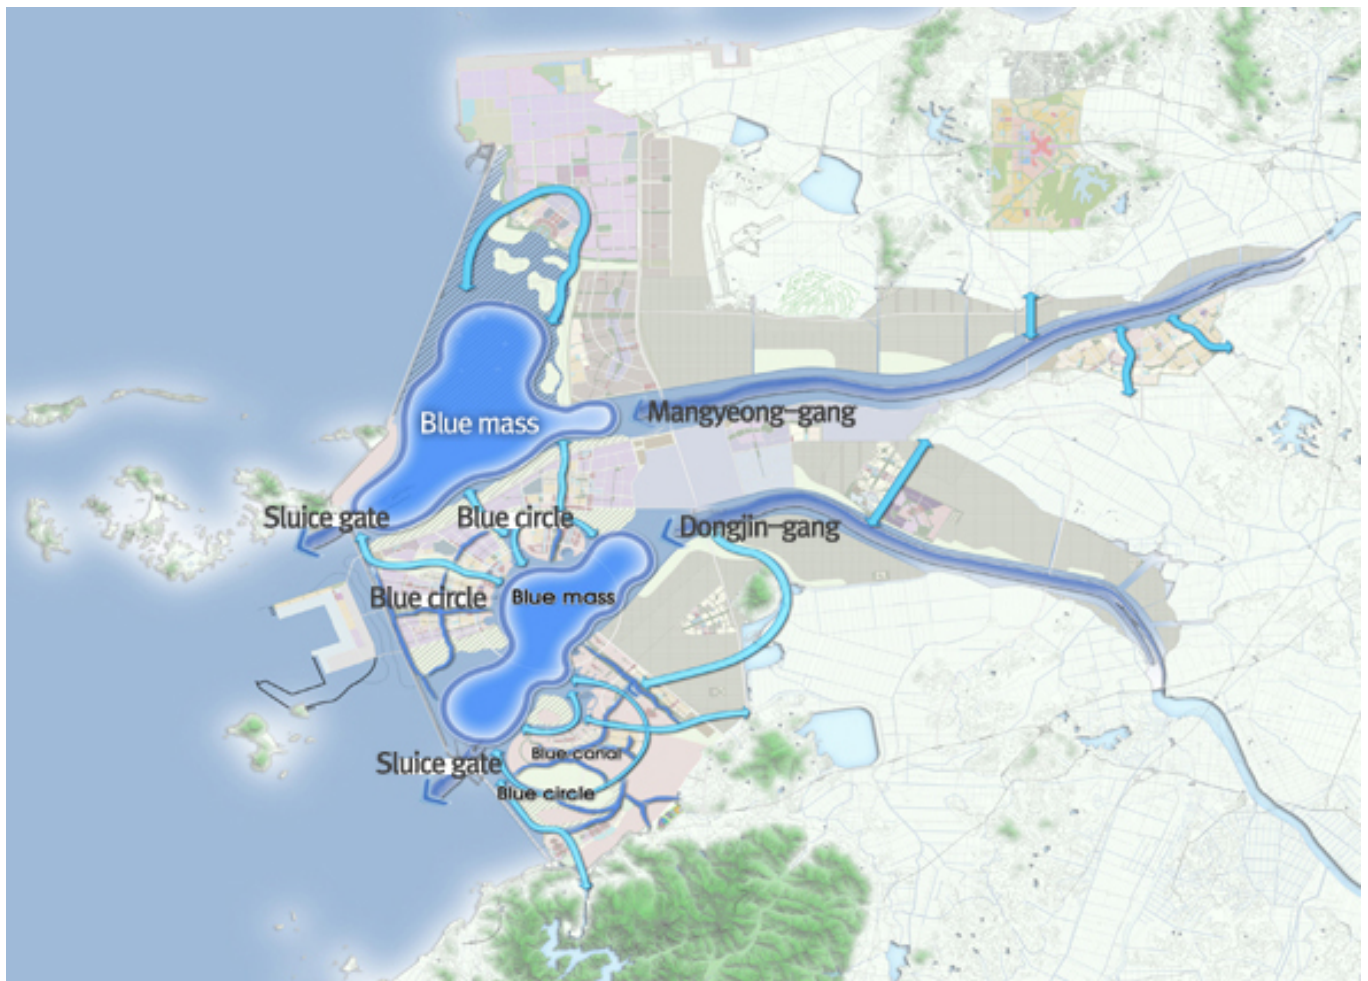 Mangyeong-gang
Blue mass
Sluice gate
Blue circle
Dongjin-gang
Blue circle
Blue mass
Sluice gate
Blue canal
Blue circle